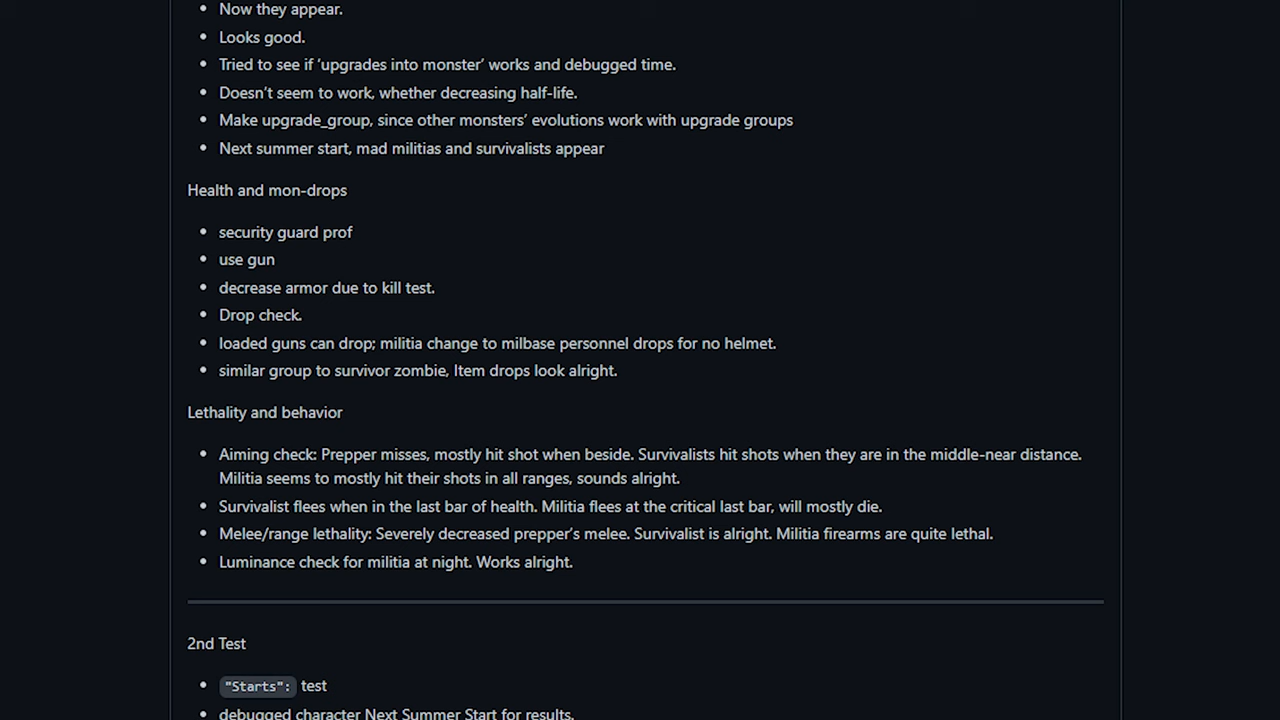 Now they appear.
Looks good.
Tried to see if ‘upgrades into monster’ works and debugged time.
Doesn’t seem to work, whether decreasing half-life.
Make upgrade_group, since other monsters’ evolutions work with upgrade groups
Next summer start, mad militias and survivalists appear
Health and mon-drops
security guard prof
use gun
decrease armor due to kill test.
Drop check.
loaded guns can drop; militia change to milbase personnel drops for no helmet.
similar group to survivor zombie, Item drops look alright.
Lethality and behavior
Aiming check: Prepper misses, mostly hit shot when beside. Survivalists hit shots when they are in the middle-near distance.
Militia seems to mostly hit their shots in all ranges, sounds alright.
Survivalist flees when in the last bar of health. Militia flees at the critical last bar, will mostly die.
Melee/range lethality: Severely decreased prepper’s melee. Survivalist is alright. Militia firearms are quite lethal.
Luminance check for militia at night. Works alright.
2nd Test
"Starts": test
debugged character Next Summer Start for results.